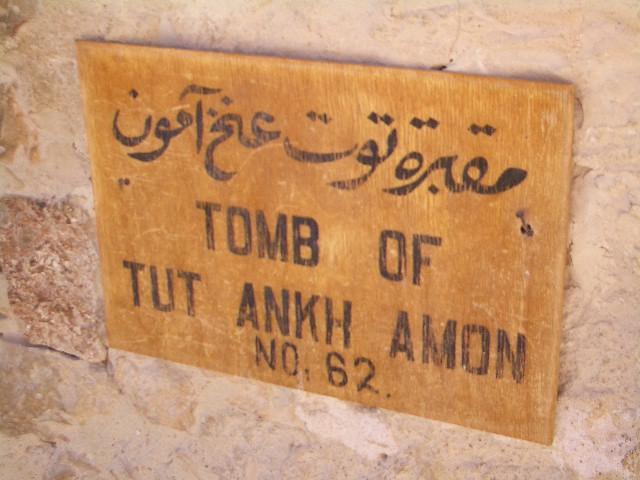 مقبرة توت عنخ آمون
TOMB OF
TUT ANKH AMON
NO. 62.